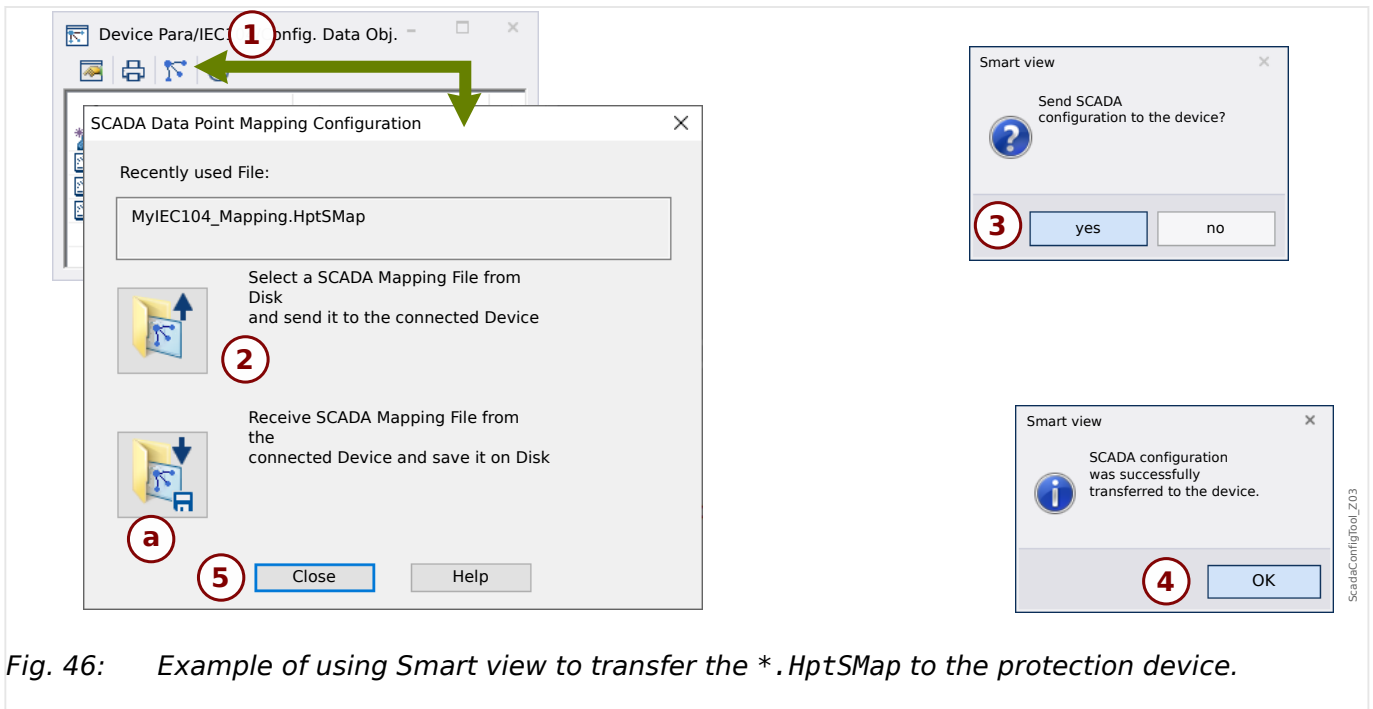 Device Para/IEC1
onfig. Data Obj.
1
SCADA Data Point Mapping Configuration
Recently used File:
MyIEC104_Mapping.HptSMap
Select a SCADA Mapping File from
Disk
and send it to the connected Device
2
Receive SCADA Mapping File from
the
connected Device and save it on Disk
a
5
Close
Help
Smart view
Send SCADA
configuration to the device?
3
yes
no
Smart view
SCADA configuration
was successfully
transferred to the device.
4
OK
ScadaConfigTool_Z03
Fig. 46: Example of using Smart view to transfer the *.HptSMap to the protection device.